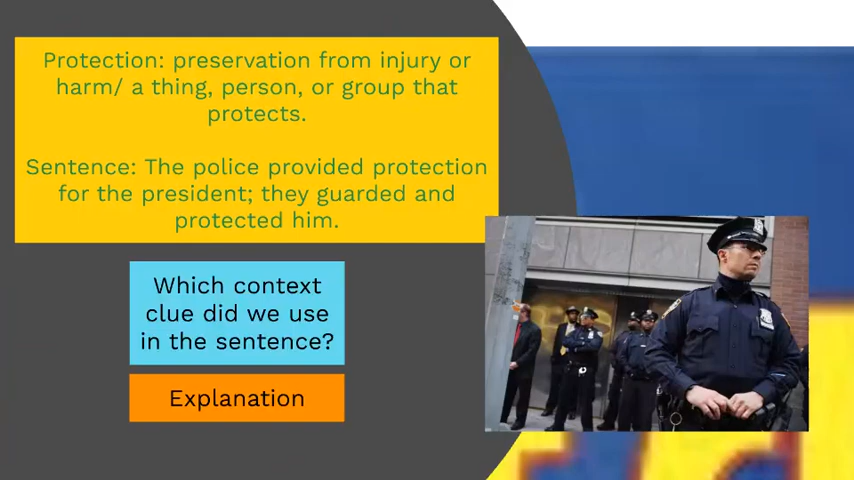 Protection: preservation from injury or
harm/ a thing, person, or group that
protects.
Sentence: The police provided protection
for the president; they guarded and
protected him.
Which context
clue did we use
in the sentence?
Explanation